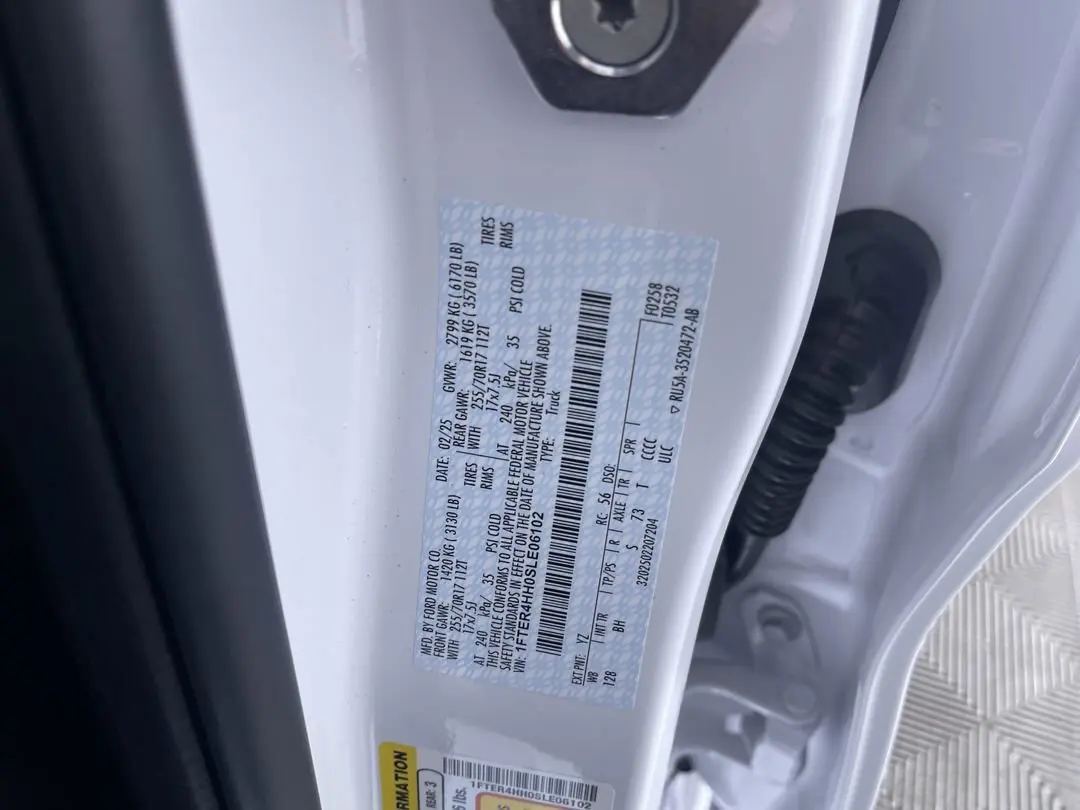 MFD. BY FORD MOTOR CO.
DATE: 02/25 GVWR: 2799 KG ( 6170 LB)
FRONT GAWR: 1420 KG ( 3130 LB)
REAR GAWR: 1619 KG ( 3570 LB)
WITH 255/70R17 112T TIRES
WITH 255/70R17 112T TIRES
17x7.5J RIMS
17x7.5J RIMS
AT 240 kPa/ 35 PSI COLD
AT 240 kPa/ 35 PSI COLD
THIS VEHICLE CONFORMS TO ALL APPLICABLE FEDERAL MOTOR VEHICLE
SAFETY STANDARDS IN EFFECT ON THE DATE OF MANUFACTURE SHOWN ABOVE.
VIN: 1FTER4HH0SLE06102 TYPE: Truck
EXT PNT: YZ RC: 56 DSO: F0258
WB INT TR TP/PS R AXLE TR SPR T0532
128 BH S 73 T CCCC
ULC
3202502207204 ▽ RU5A-3520472-AB
RMATION
REAR: 3
lbs.
1FTER4HH0SLE06102